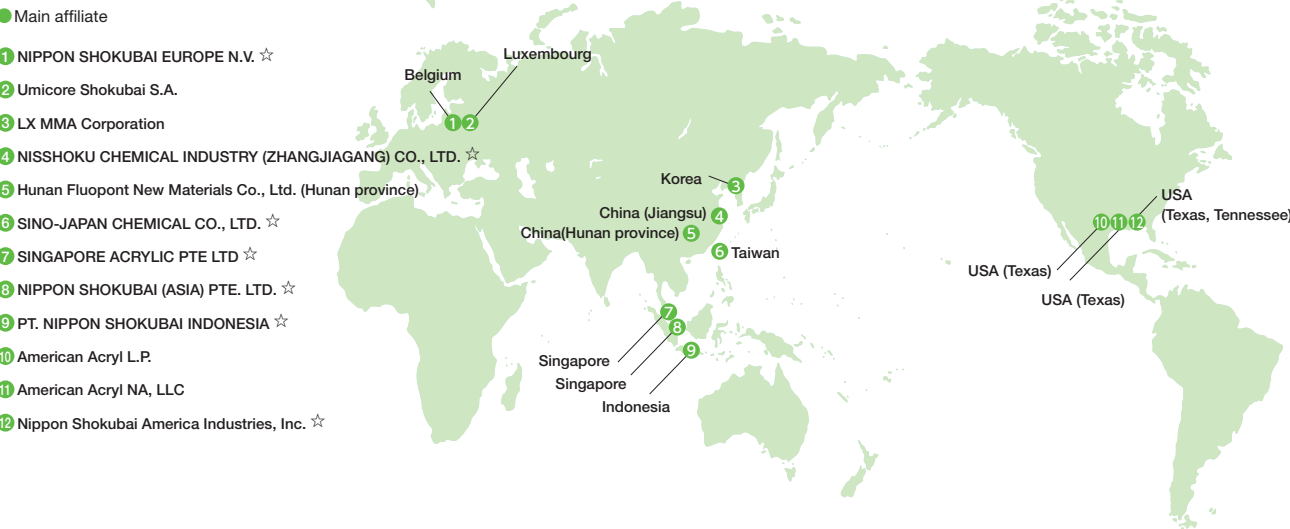 Main affiliate
1 NIPPON SHOKUBAI EUROPE N.V. ☆
2 Umicore Shokubai S.A.
3 LX MMA Corporation
4 NISSHOKU CHEMICAL INDUSTRY (ZHANGJIAGANG) CO., LTD. ☆
5 Hunan Fluopont New Materials Co., Ltd. (Hunan province)
6 SINO-JAPAN CHEMICAL CO., LTD. ☆
7 SINGAPORE ACRYLIC PTE LTD ☆
8 NIPPON SHOKUBAI (ASIA) PTE. LTD. ☆
9 PT. NIPPON SHOKUBAI INDONESIA ☆
10 American Acryl L.P.
11 American Acryl NA, LLC
12 Nippon Shokubai America Industries, Inc. ☆
Luxembourg
Belgium
1 2
Korea 3
China (Jiangsu) 4
China(Hunan province) 5
6 Taiwan
7
8
9
Singapore
Singapore
Indonesia
USA
(Texas, Tennessee)
10 11 12
USA (Texas)
USA (Texas)